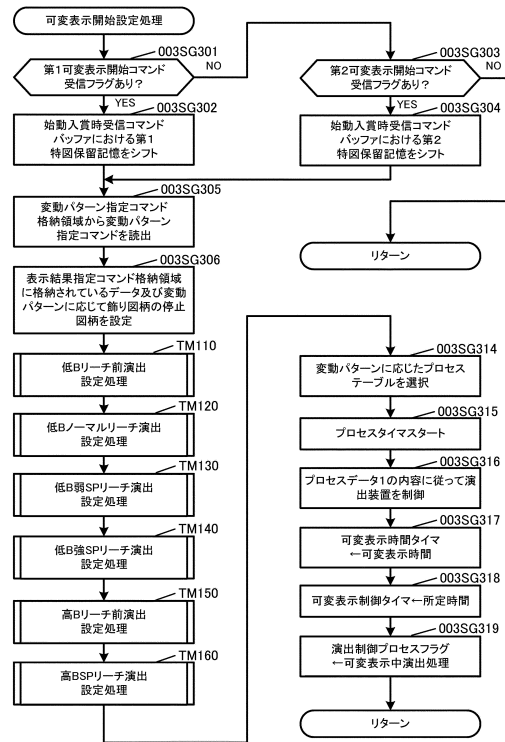 可変表示開始設定処理
003SG301
第1可変表示開始コマンド
受信フラグあり?
NO
YES
003SG302
始動入賞時受信コマンド
バッファにおける第1
特図保留記憶をシフト
003SG303
第2可変表示開始コマンド
受信フラグあり?
NO
YES
003SG304
始動入賞時受信コマンド
バッファにおける第2
特図保留記憶をシフト
003SG305
変動パターン指定コマンド
格納領域から変動パターン
指定コマンドを読出
リターン
003SG306
表示結果指定コマンド格納領域
に格納されているデータ及び変動
パターンに応じて飾り図柄の停止
図柄を設定
TM110
低Bリーチ前演出
設定処理
TM120
低Bノーマルリーチ演出
設定処理
TM130
低B弱SPリーチ演出
設定処理
TM140
低B強SPリーチ演出
設定処理
TM150
高Bリーチ前演出
設定処理
TM160
高BSPリーチ演出
設定処理
003SG314
変動パターンに応じたプロセス
テーブルを選択
003SG315
プロセスタイマスタート
003SG316
プロセスデータ1の内容に従って演
出装置を制御
003SG317
可変表示時間タイマ
←可変表示時間
003SG318
可変表示制御タイマ←所定時間
003SG319
演出制御プロセスフラグ
←可変表示中演出処理
リターン